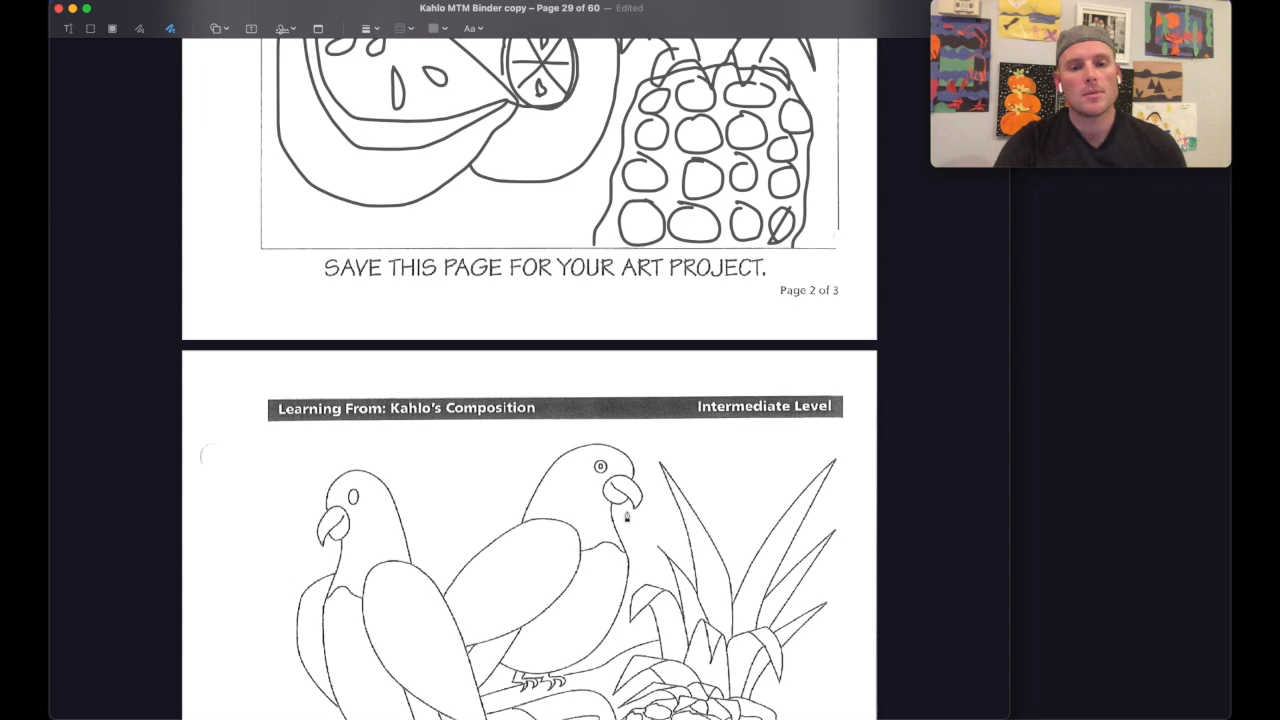 Kahlo MTM Binder copy – Page 29 of 60 — Edited
Aa
SAVE THIS PAGE FOR YOUR ART PROJECT.
Page 2 of 3
Learning From: Kahlo's Composition
Intermediate Level